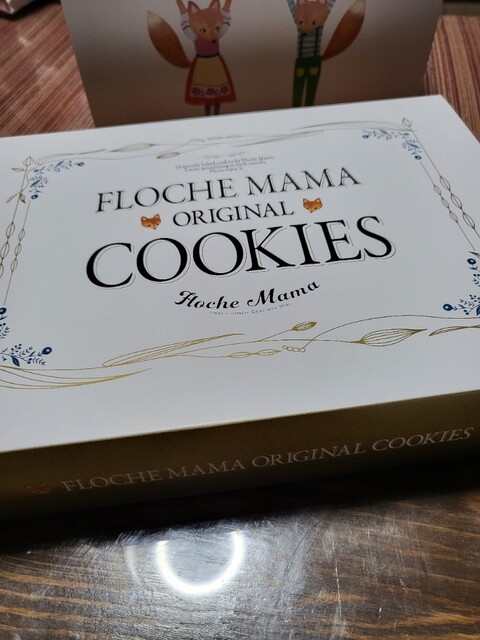 FLOCHE MAMA
ORIGINAL
COOKIES
Floche Mama
FLOCHE MAMA ORIGINAL COOKIES